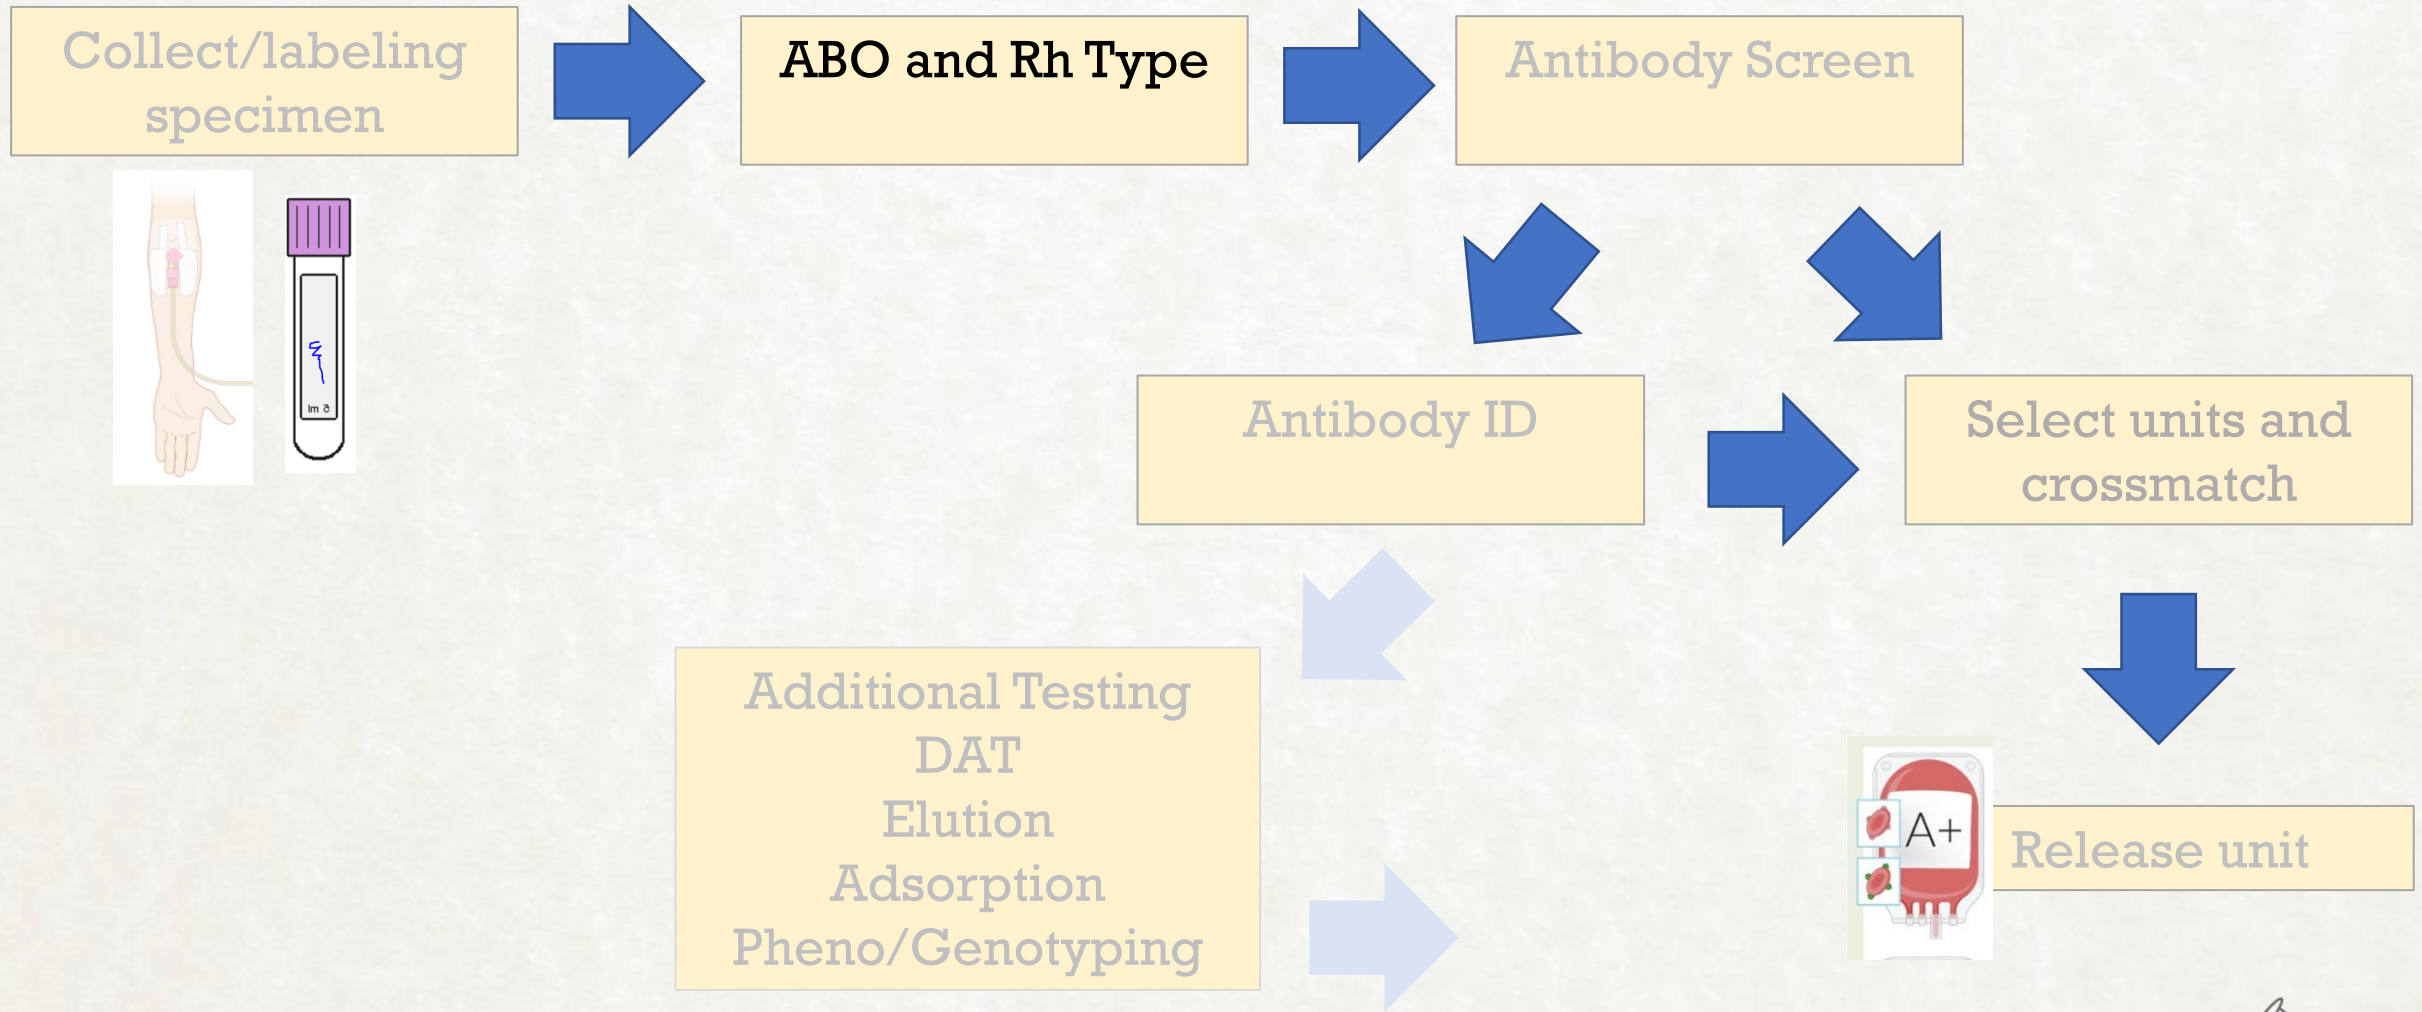 Collect/labeling
specimen
ABO and Rh Type
Antibody Screen
Antibody ID
Select units and
crossmatch
Additional Testing
DAT
Elution
Adsorption
Pheno/Genotyping
A+
Release unit